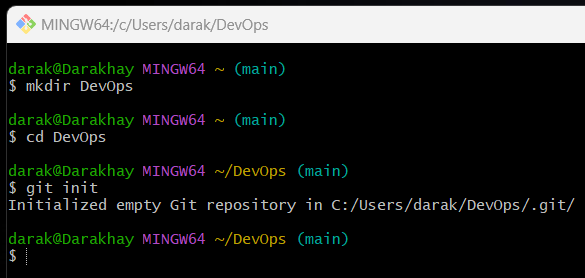 MINGW64:/c/Users/darak/DevOps
darak@Darakhay MINGW64 ~ (main)
$ mkdir DevOps
darak@Darakhay MINGW64 ~ (main)
$ cd DevOps
darak@Darakhay MINGW64 ~/DevOps (main)
$ git init
Initialized empty Git repository in C:/Users/darak/DevOps/.git/
darak@Darakhay MINGW64 ~/DevOps (main)
$